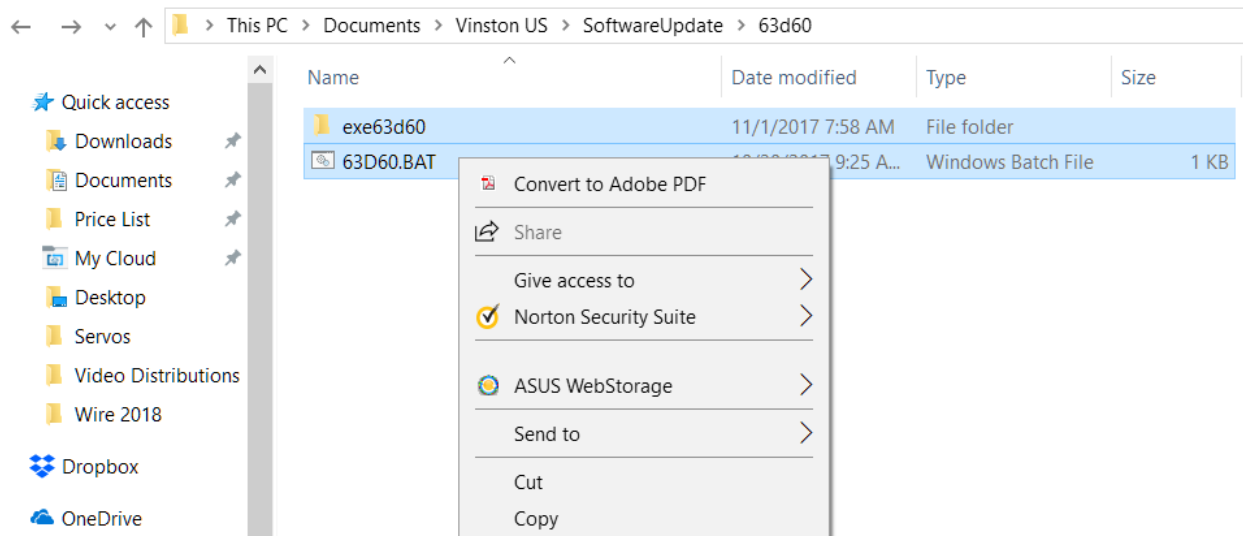 This PC > Documents > Vinston US > SoftwareUpdate > 63d60
Name Date modified Type Size
Quick access
Downloads
Documents
Price List
My Cloud
Desktop
Servos
Video Distributions
Wire 2018
Dropbox
OneDrive
exe63d60 11/1/2017 7:58 AM File folder
63D60.BAT 9:25 A... Windows Batch File 1 KB
Convert to Adobe PDF
Share
Give access to
Norton Security Suite
ASUS WebStorage
Send to
Cut
Copy